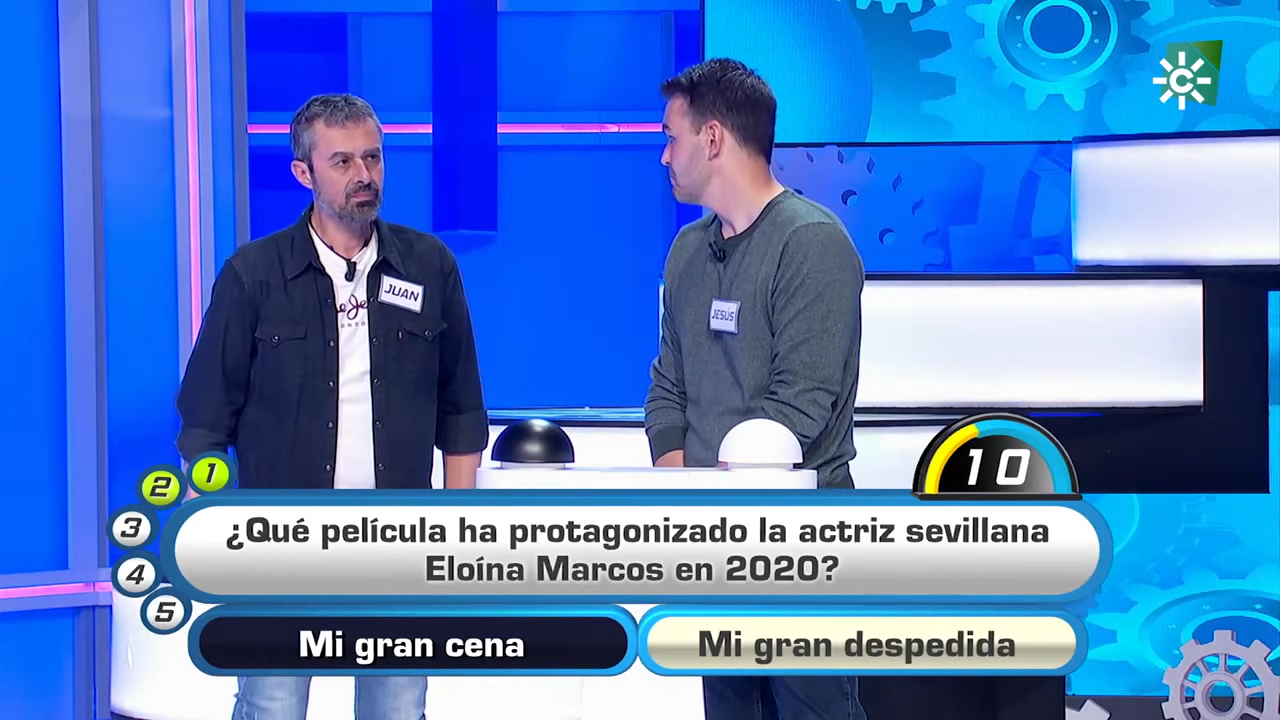 JUAN
JESÚS
10
1
2
3
4
5
¿Qué película ha protagonizado la actriz sevillana
Eloína Marcos en 2020?
Mi gran cena
Mi gran despedida